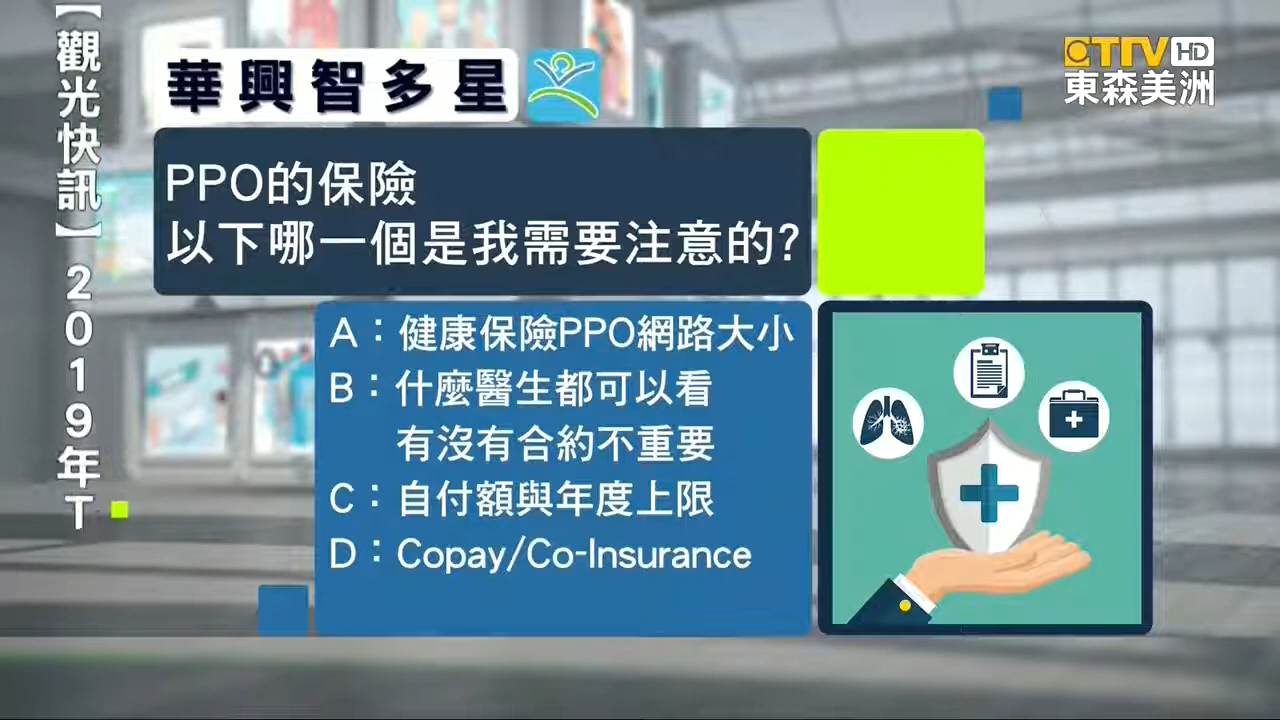 【觀光快訊】2019年T
華興智多星
ETTV HD
東森美洲
PPO的保險
以下哪一個是我需要注意的?
A：健康保險PPO網路大小
B：什麼醫生都可以看
有沒有合約不重要
C：自付額與年度上限
D：Copay/Co-Insurance